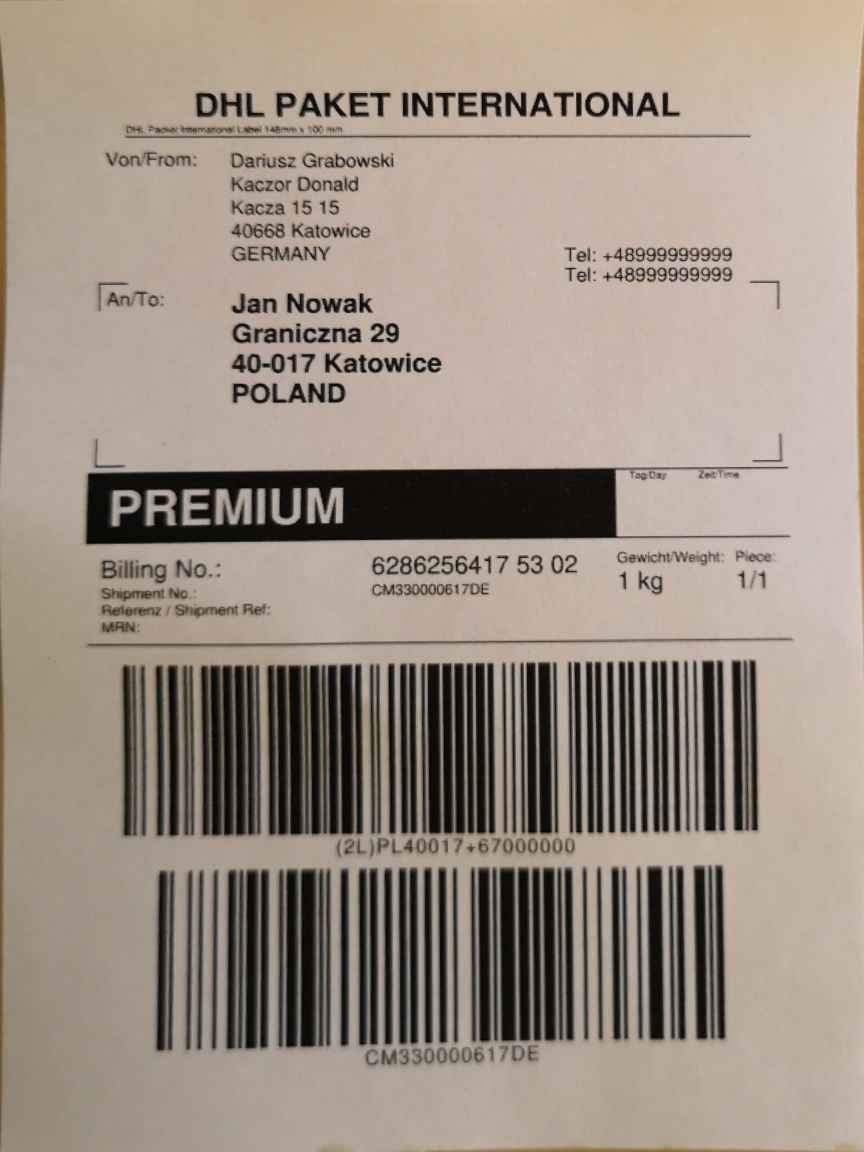 DHL PAKET INTERNATIONAL
DHL Packet International Label 148mm x 100 mm
Von/From:
Dariusz Grabowski
Kaczor Donald
Kacza 15 15
40668 Katowice
GERMANY
Tel: +48999999999
Tel: +48999999999
An/To:
Jan Nowak
Graniczna 29
40-017 Katowice
POLAND
PREMIUM
Tag/Day Zeit/Time
Billing No.: 6286256417 53 02
Gewicht/Weight: Piece:
Shipment No.: CM330000617DE
1 kg 1/1
Referenz / Shipment Ref:
MRN:
(2L)PL40017+67000000
CM330000617DE